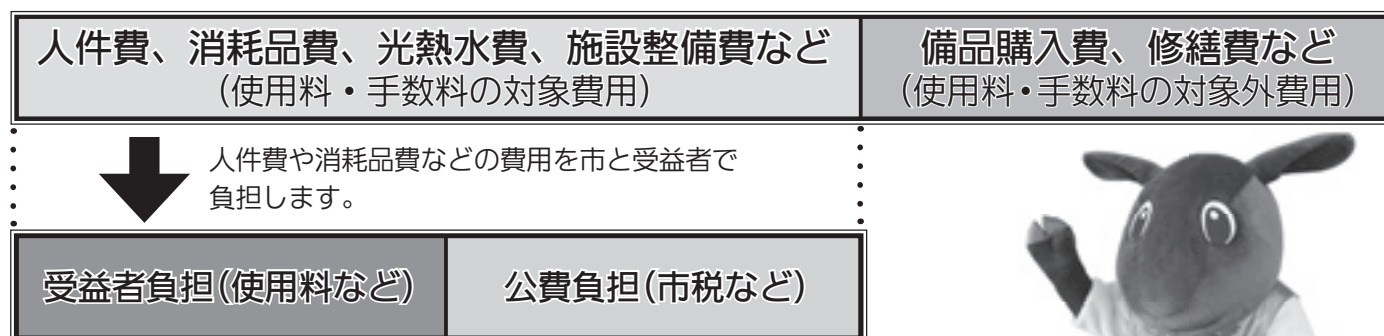 人件費、消耗品費、光熱水費、施設整備費など
(使用料・手数料の対象費用)
備品購入費、修繕費など
(使用料・手数料の対象外費用)
人件費や消耗品費などの費用を市と受益者で
負担します。
受益者負担(使用料など)
公費負担(市税など)